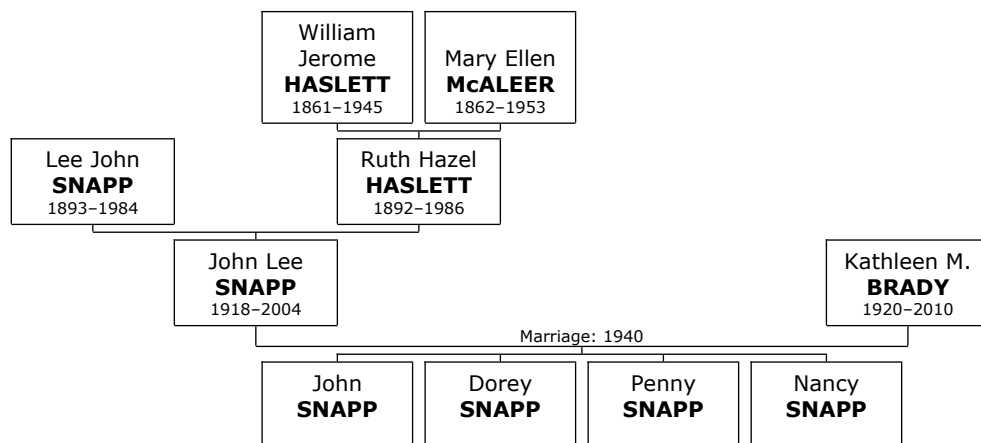 William
Jerome
HASLETT
1861–1945
Mary Ellen
McALEER
1862–1953
Lee John
SNAPP
1893–1984
Ruth Hazel
HASLETT
1892–1986
John Lee
SNAPP
1918–2004
Kathleen M.
BRADY
1920–2010
Marriage: 1940
John
SNAPP
Dorey
SNAPP
Penny
SNAPP
Nancy
SNAPP